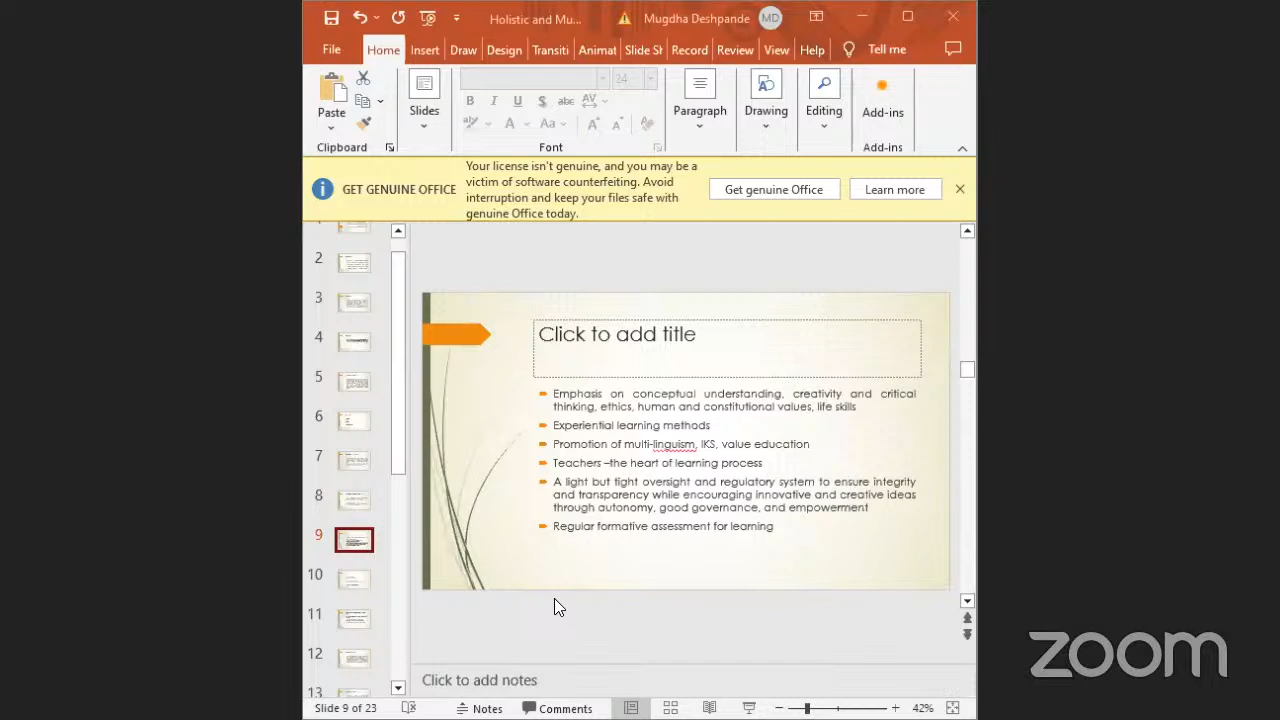 Holistic and Mu...
Mugdha Deshpande
MD
File
Home
Insert
Draw
Design
Transiti
Animat
Slide Sh
Record
Review
View
Help
Tell me
Paste
Slides
24
B I U S abc AV
A Aa A A
Paragraph
Drawing
Editing
Add-ins
Clipboard
Font
Add-ins
GET GENUINE OFFICE
Your license isn't genuine, and you may be a
victim of software counterfeiting. Avoid
interruption and keep your files safe with
genuine Office today.
Get genuine Office
Learn more
2
3
4
5
6
7
8
9
10
11
12
13
Click to add title
Emphasis on conceptual understanding, creativity and critical
thinking, ethics, human and constitutional values, life skills
Experiential learning methods
Promotion of multi-linguism, IKS, value education
Teachers –the heart of learning process
A light but tight oversight and regulatory system to ensure integrity
and transparency while encouraging innovative and creative ideas
through autonomy, good governance, and empowerment
Regular formative assessment for learning
Click to add notes
Slide 9 of 23
Notes
Comments
42%
zoom